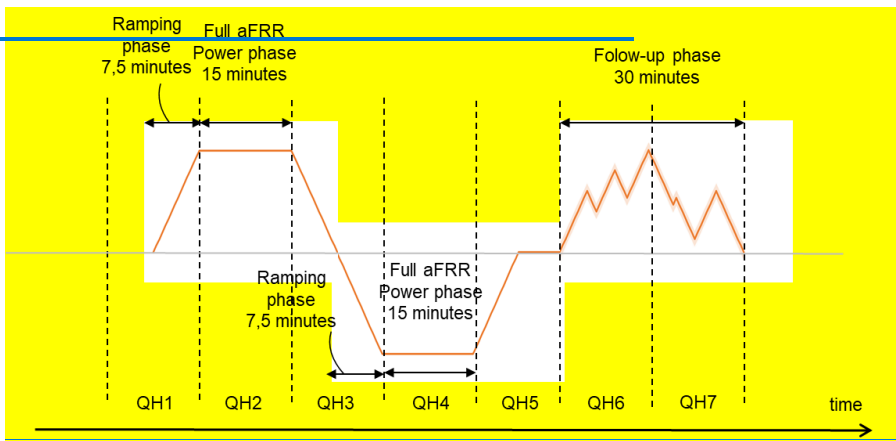 Ramping
phase
7,5 minutes
Full aFRR
Power phase
15 minutes
Folow-up phase
30 minutes
Ramping
phase
7,5 minutes
Full aFRR
Power phase
15 minutes
QH1 QH2 QH3 QH4 QH5 QH6 QH7 time